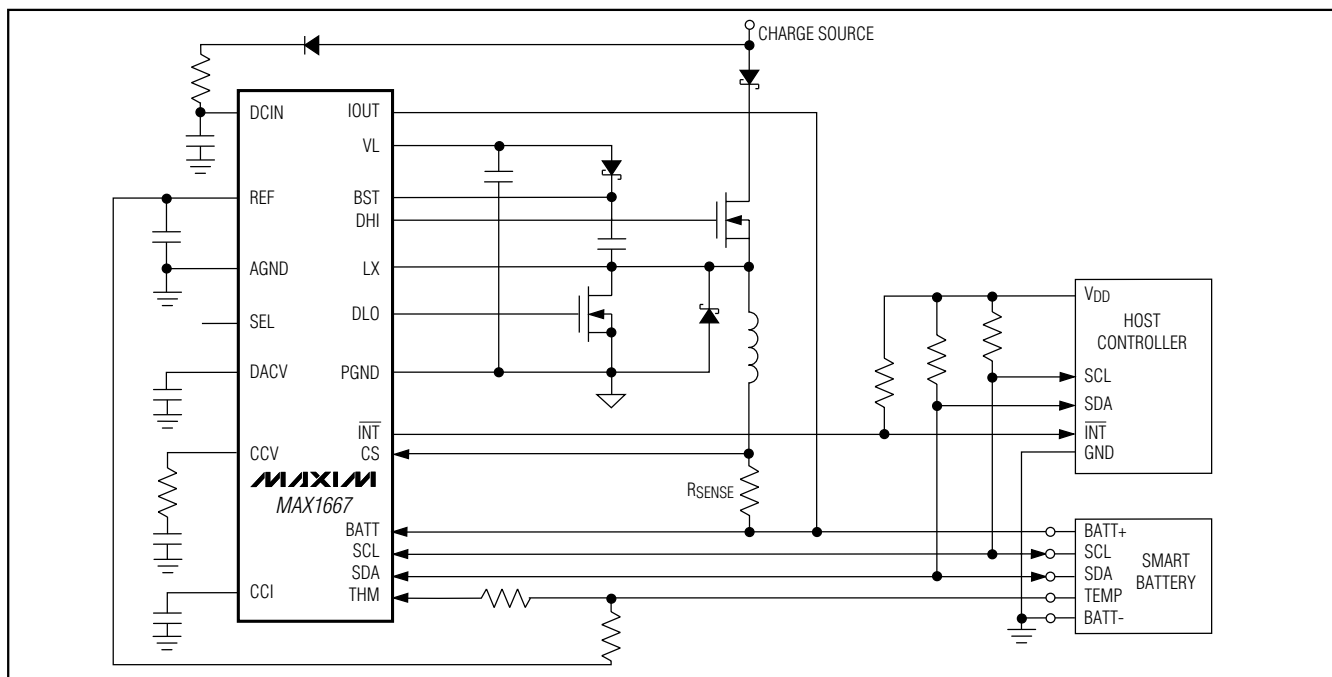 CHARGE SOURCE
DCIN
IOUT
VL
REF
BST
DHI
AGND
LX
SEL
DLO
DACV
PGND
INT
CCV
CS
MAXIM
MAX1667
RSENSE
BATT
SCL
SDA
CCI
THM
VDD
HOST
CONTROLLER
SCL
SDA
INT
GND
BATT+
SCL
SMART
SDA
BATTERY
TEMP
BATT-